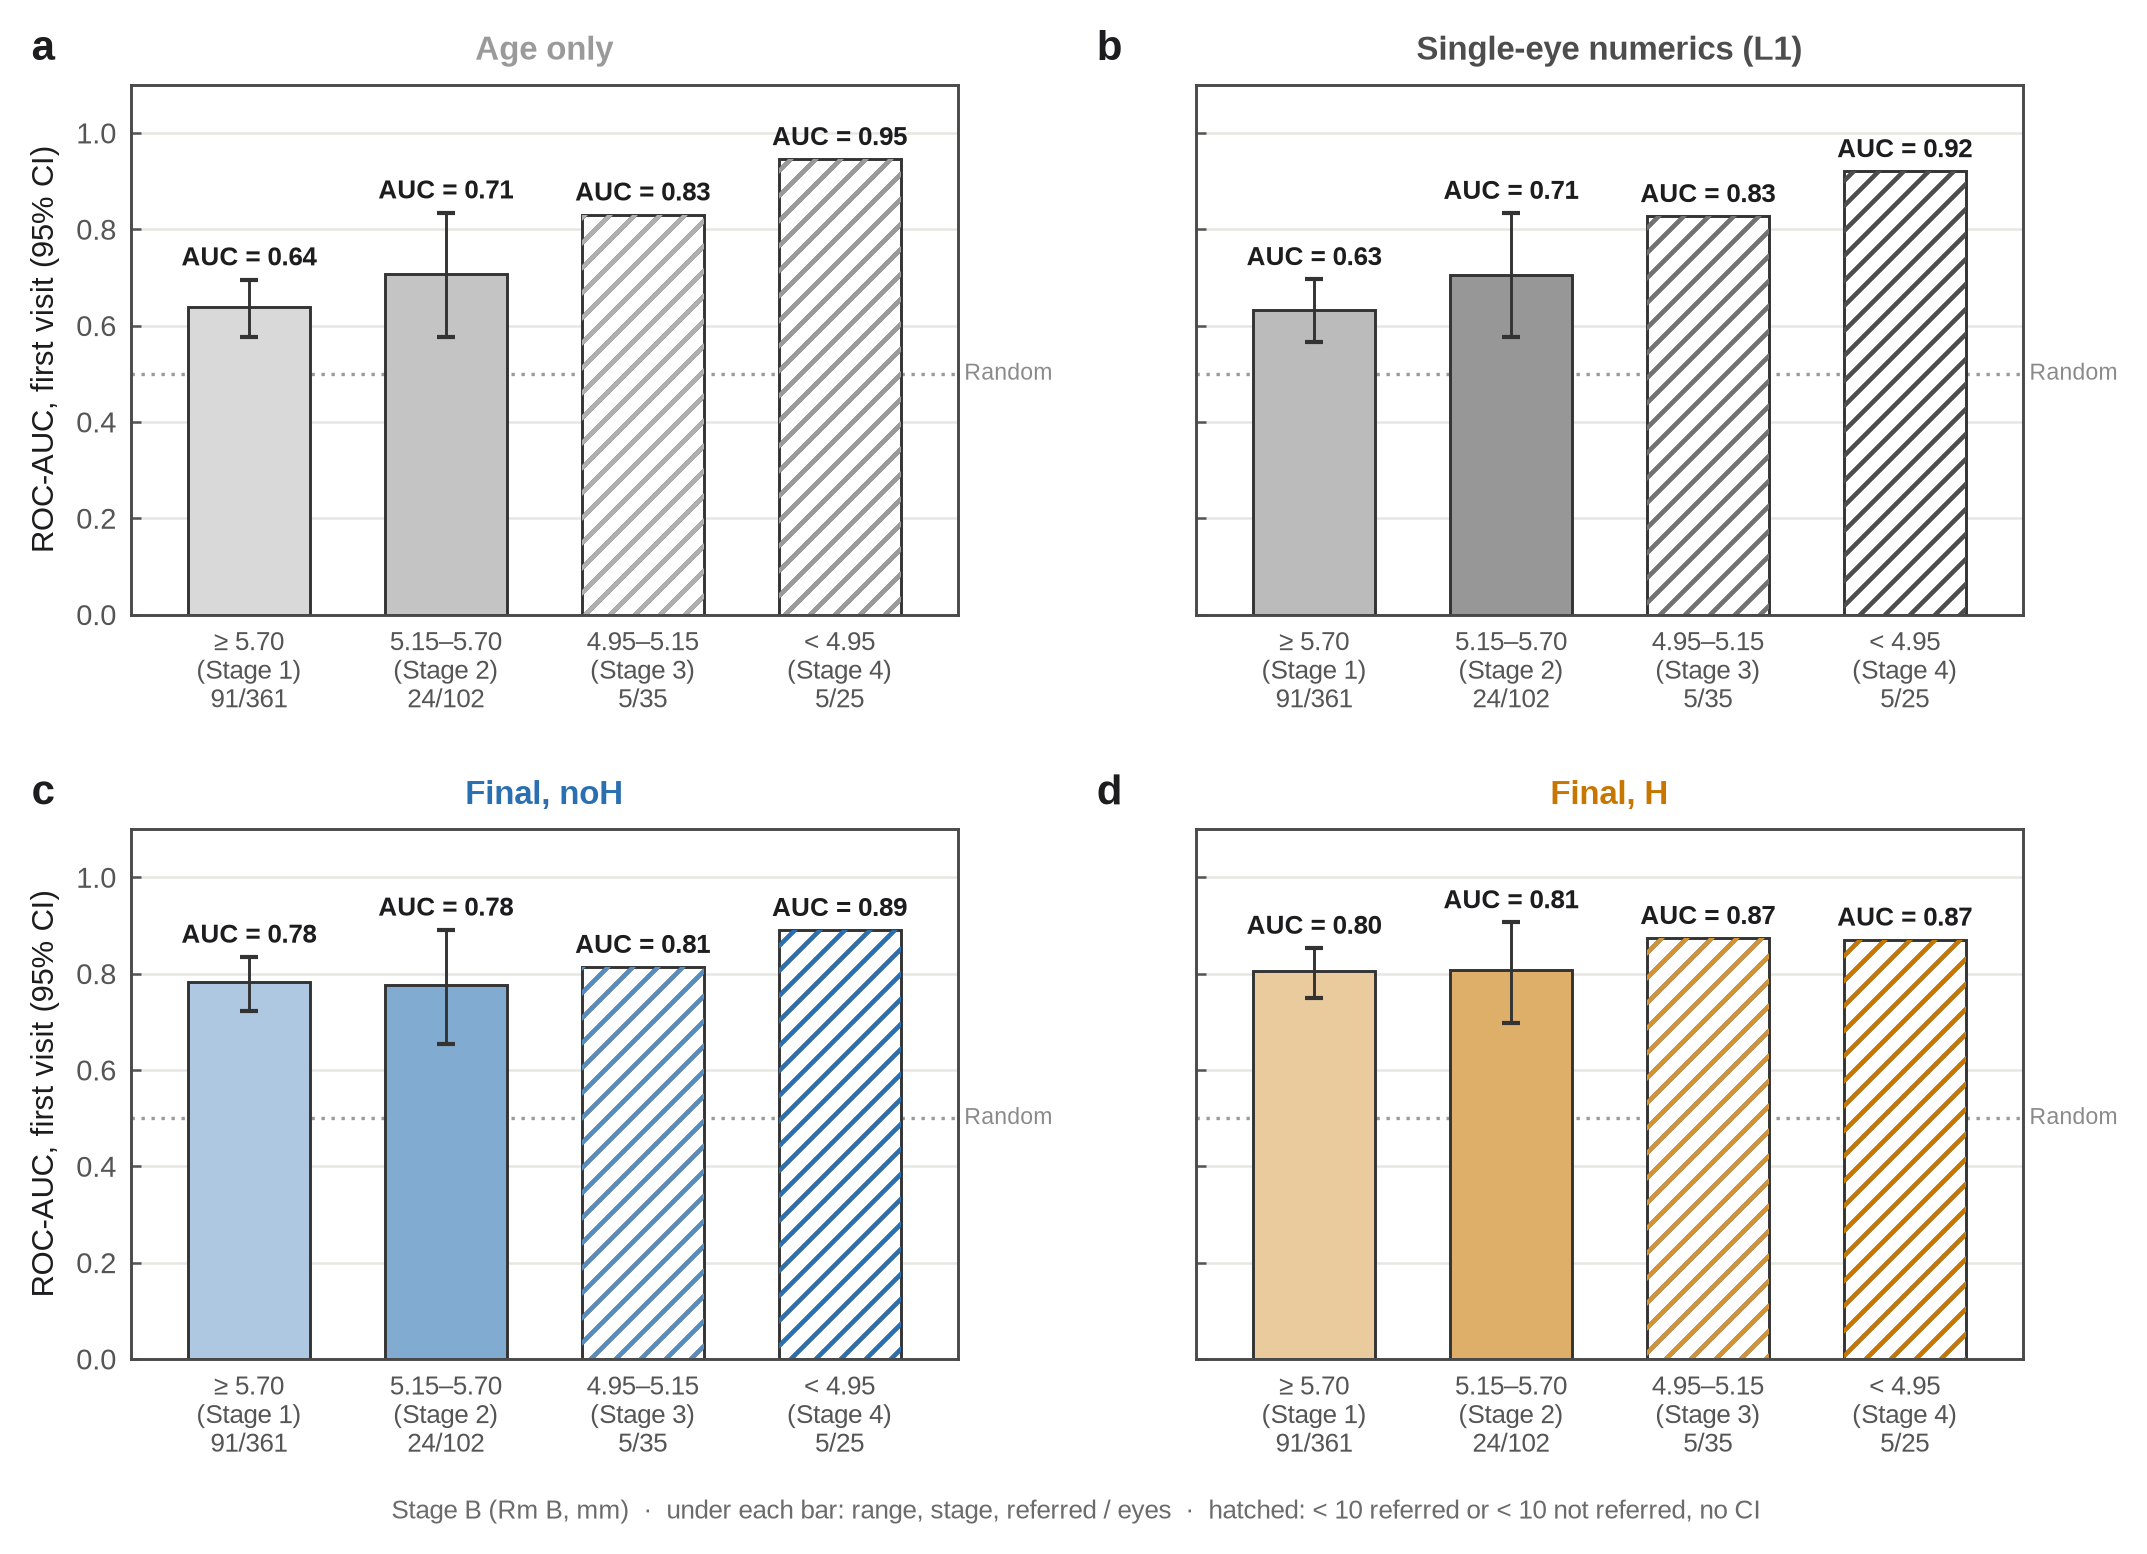 a
Age only
ROC-AUC, first visit (95% CI)
1.0
0.8
0.6
0.4
0.2
0.0
AUC = 0.64
AUC = 0.71
AUC = 0.83
AUC = 0.95
Random
≥ 5.70
(Stage 1)
91/361
5.15–5.70
(Stage 2)
24/102
4.95–5.15
(Stage 3)
5/35
< 4.95
(Stage 4)
5/25
b
Single-eye numerics (L1)
AUC = 0.63
AUC = 0.71
AUC = 0.83
AUC = 0.92
Random
≥ 5.70
(Stage 1)
91/361
5.15–5.70
(Stage 2)
24/102
4.95–5.15
(Stage 3)
5/35
< 4.95
(Stage 4)
5/25
c
Final, noH
ROC-AUC, first visit (95% CI)
1.0
0.8
0.6
0.4
0.2
0.0
AUC = 0.78
AUC = 0.78
AUC = 0.81
AUC = 0.89
Random
≥ 5.70
(Stage 1)
91/361
5.15–5.70
(Stage 2)
24/102
4.95–5.15
(Stage 3)
5/35
< 4.95
(Stage 4)
5/25
d
Final, H
AUC = 0.80
AUC = 0.81
AUC = 0.87
AUC = 0.87
Random
≥ 5.70
(Stage 1)
91/361
5.15–5.70
(Stage 2)
24/102
4.95–5.15
(Stage 3)
5/35
< 4.95
(Stage 4)
5/25
Stage B (Rm B, mm) · under each bar: range, stage, referred / eyes · hatched: < 10 referred or < 10 not referred, no CI